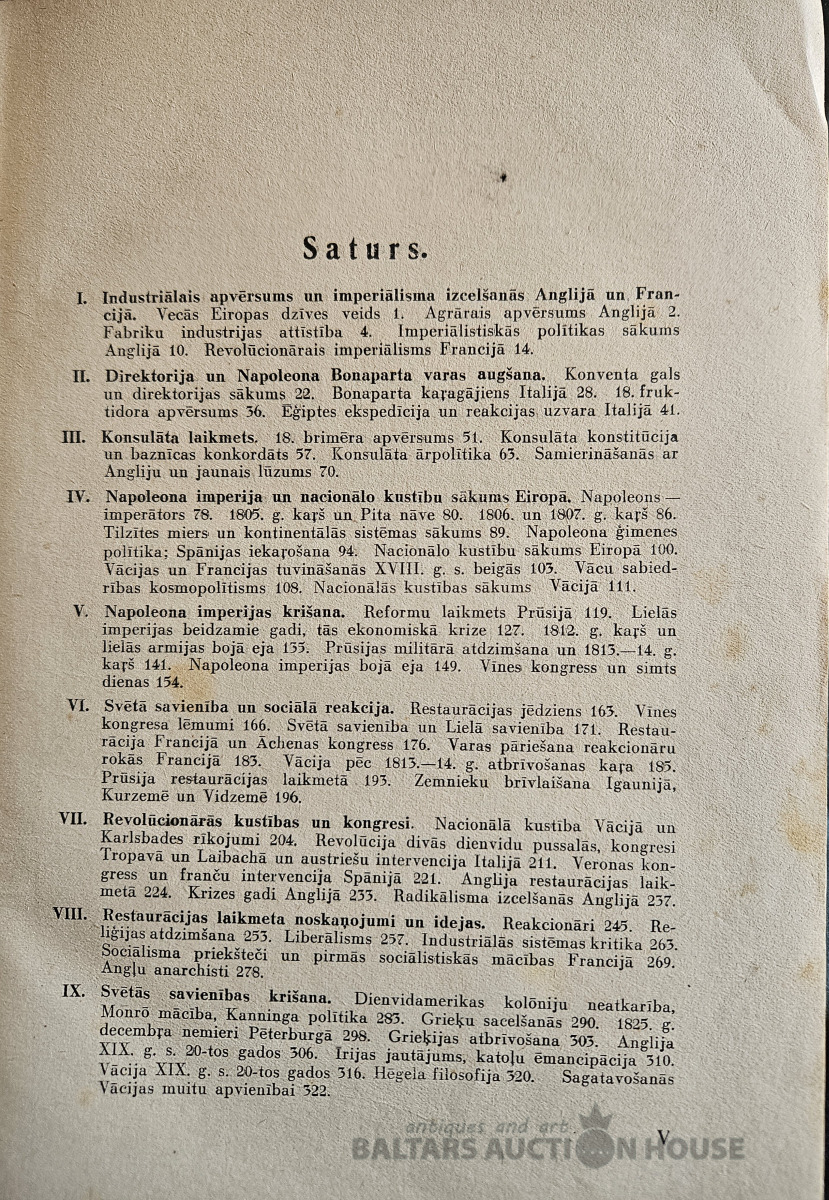 Saturs.
I. Industriālais apvērsums un imperiālisma izcelšanās Anglijā un Fran-
cijā. Vecās Eiropas dzīves veids 1. Agrārais apvērsums Anglijā 2.
Fabriku industrijas attīstība 4. Imperiālistiskās polītikas sākums
Anglijā 10. Revolūcionārais imperiālisms Francijā 14.
II. Direktorija un Napoleona Bonaparta varas augšana. Konventa gals
un direktorijas sākums 22. Bonaparta kaŗagājiens Italijā 28. 18. fruk-
tidora apvērsums 36. Ēģiptes ekspedīcija un reakcijas uzvara Italijā 41.
III. Konsulāta laikmets. 18. brimēra apvērsums 51. Konsulāta konstitūcija
un baznīcas konkordāts 57. Konsulāta ārpolītika 63. Samierināšanās ar
Angliju un jaunais lūzums 70.
IV. Napoleona imperija un nacionālo kustību sākums Eiropā. Napoleons —
imperātors 78. 1805. g. kaŗš un Pita nāve 80. 1806. un 1807. g. kaŗš 86.
Tilzītes miers un kontinentālās sistēmas sākums 89. Napoleona ģimenes
polītika; Spānijas iekaŗošana 94. Nacionālo kustību sākums Eiropā 100.
Vācijas un Francijas tuvināšanās XVIII. g. s. beigās 103. Vācu sabied-
rības kosmopolītisms 108. Nacionālās kustības sākums Vācijā 111.
V. Napoleona imperijas krišana. Reformu laikmets Prūsijā 119. Lielās
imperijas beidzamie gadi, tās ekonomiskā krize 127. 1812. g. kaŗš un
lielās armijas bojā eja 135. Prūsijas militārā atdzimšana un 1813.—14. g.
kaŗš 141. Napoleona imperijas bojā eja 149. Vīnes kongress un simts
dienas 154.
VI. Svētā savienība un sociālā reakcija. Restaurācijas jēdziens 163. Vīnes
kongresa lēmumi 166. Svētā savienība un Lielā savienība 171. Restau-
rācija Francijā un Āchenas kongress 176. Varas pāriešana reakcionāru
rokās Francijā 183. Vācija pēc 1813.—14. g. atbrīvošanas kaŗa 185.
Prūsija restaurācijas laikmetā 193. Zemnieku brīvlaišana Igaunijā,
Kurzemē un Vidzemē 196.
VII. Revolūcionārās kustības un kongresi. Nacionālā kustība Vācijā un
Karlsbades rīkojumi 204. Revolūcija divās dienvidu pussalās, kongresi
Tropavā un Laibachā un austriešu intervencija Italijā 211. Veronas kon-
gress un franču intervencija Spānijā 221. Anglija restaurācijas laik-
metā 224. Krizes gadi Anglijā 233. Radikālisma izcelšanās Anglijā 237.
VIII. Restaurācijas laikmeta noskaņojumi un idejas. Reakcionāri 245. Re-
liģijas atdzimšana 253. Liberālisms 257. Industriālās sistēmas kritika 263.
Sociālisma priekšteči un pirmās sociālistiskās mācības Francijā 269.
Angļu anarchisti 278.
IX. Svētās savienības krišana. Dienvidamerikas kolōniju neatkarība,
Monro mācība, Kanninga polītika 283. Grieķu sacelšanās 290. 1825. g.
decembŗa nemieri Pēterburgā 298. Grieķijas atbrīvošana 303. Anglija
XIX. g. s. 20-tos gados 306. Īrijas jautājums, katoļu ēmancipācija 310.
Vācija XIX. g. s. 20-tos gados 316. Hēgeļa filosofija 320. Sagatavošanās
Vācijas muitu apvienībai 322.
V
antiques and art
BALTARS AUCTION HOUSE